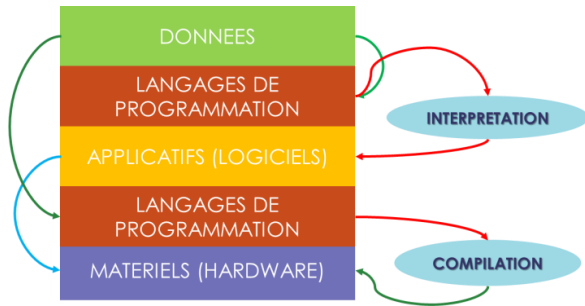 DONNEES
LANGAGES DE
PROGRAMMATION
INTERPRETATION
APPLICATIFS (LOGICIELS)
LANGAGES DE
PROGRAMMATION
MATERIELS (HARDWARE)
COMPILATION